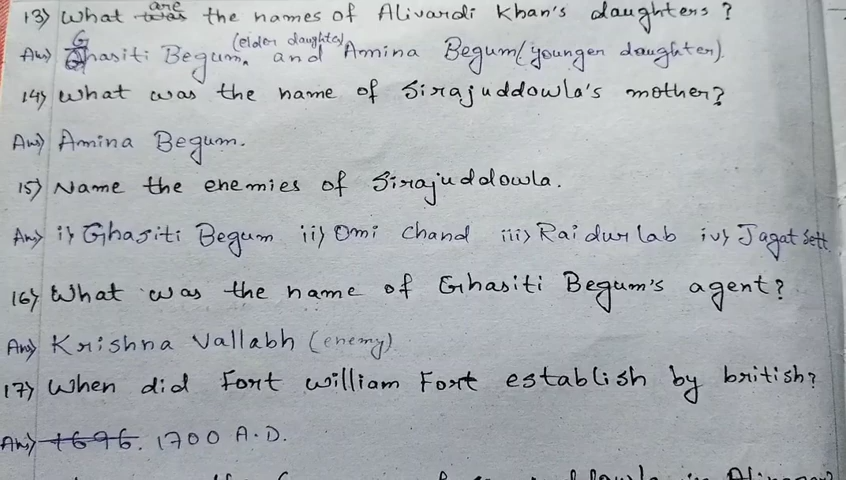 13) What are the names of Alivardi Khan's daughters?
Ans) Ghasiti Begum (elder daughter), and Amina Begum (younger daughter).
14) What was the name of Sirajuddowla's mother?
Ans) Amina Begum.
15) Name the enemies of Sirajuddowla.
Ans) i) Ghasiti Begum ii) Omi chand iii) Rai durlab iv) Jagat Sett.
16) What was the name of Ghasiti Begum's agent?
Ans) Krishna Vallabh (enemy)
17) When did Fort william Fort establish by british?
Ans) 1696. 1700 A.D.